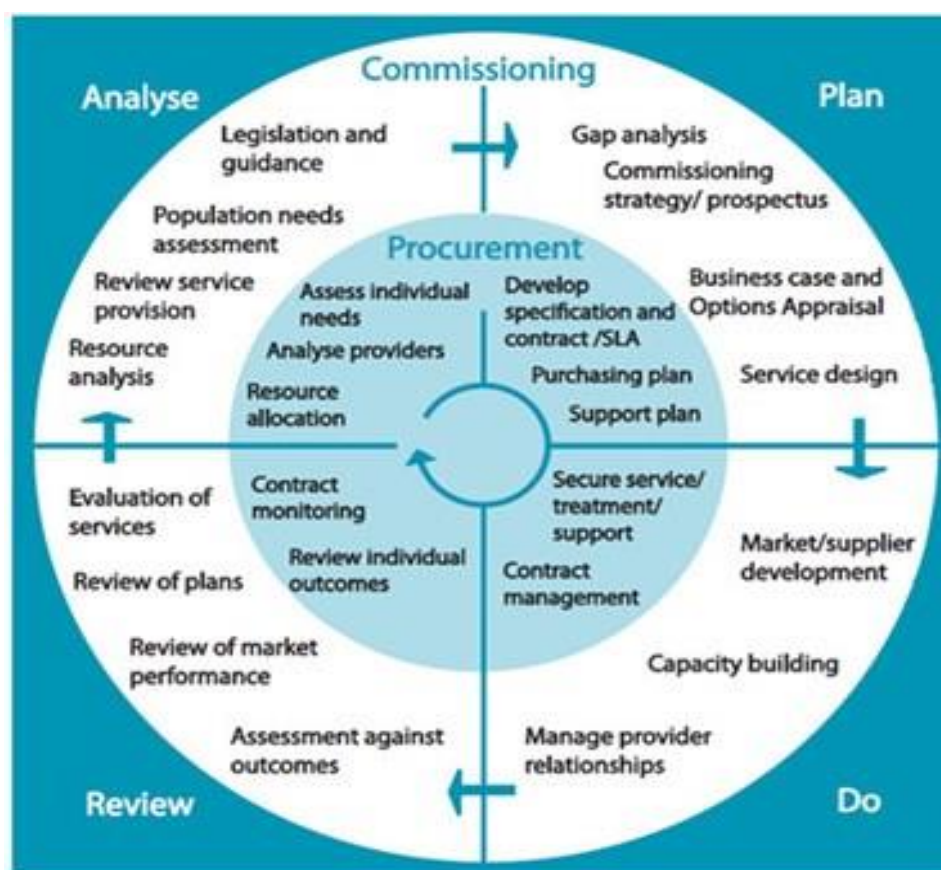 Commissioning
Analyse
Plan
Legislation and
guidance
Population needs
assessment
Review service
provision
Resource
analysis
Gap analysis
Commissioning
strategy/ prospectus
Business case and
Options Appraisal
Service design
Procurement
Assess individual
needs
Analyse providers
Resource
allocation
Develop
specification and
contract /SLA
Purchasing plan
Support plan
Contract
monitoring
Review individual
outcomes
Secure service/
treatment/
support
Contract
management
Evaluation of
services
Review of plans
Review of market
performance
Assessment against
outcomes
Market/supplier
development
Capacity building
Manage provider
relationships
Review
Do